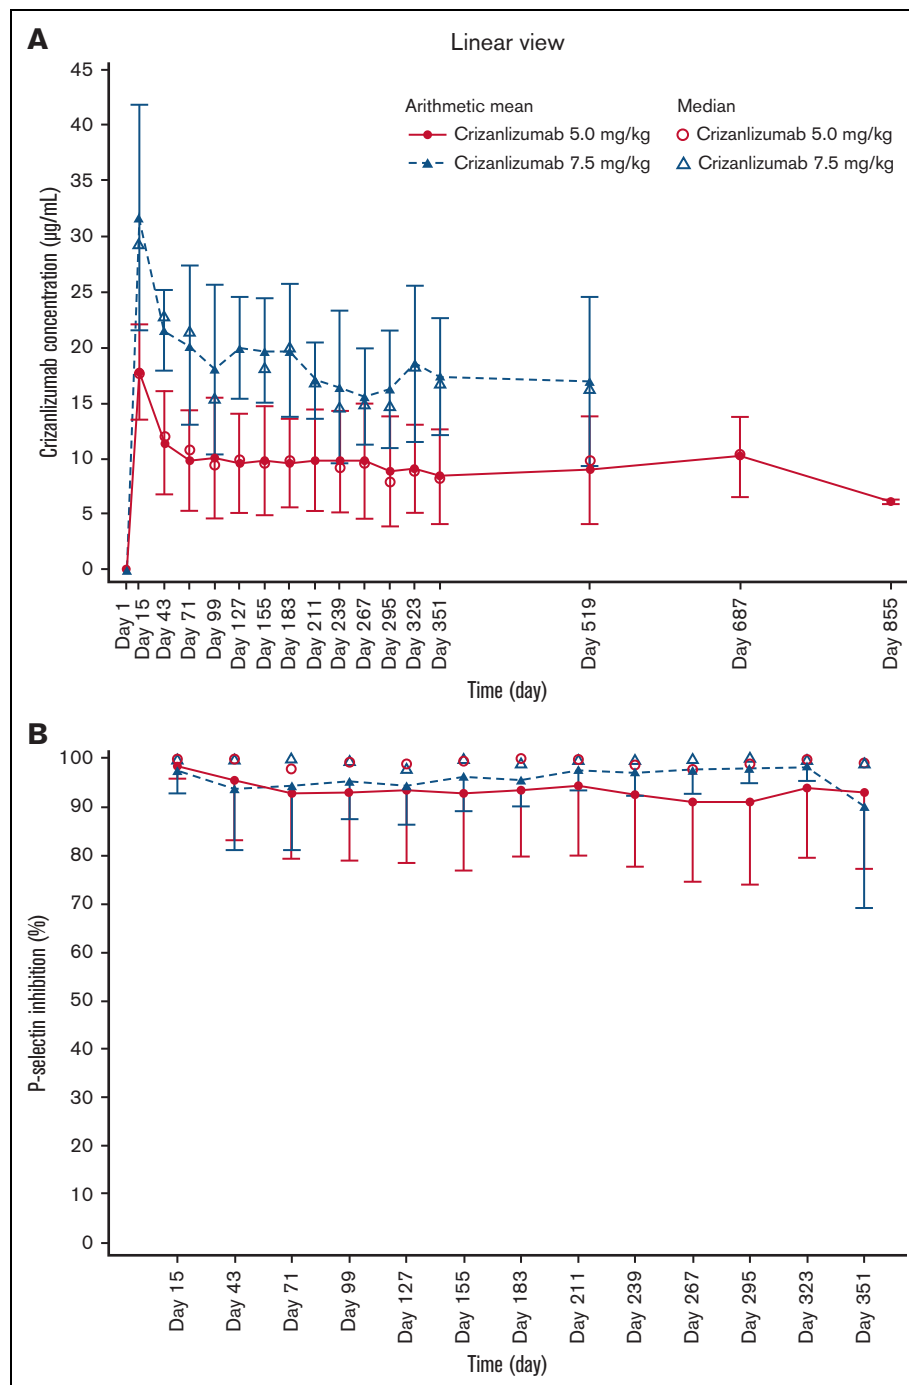 A
Linear view
45
40
35
30
25
20
15
10
5
0
Crizanlizumab concentration (µg/mL)
Arithmetic mean
Crizanlizumab 5.0 mg/kg
Crizanlizumab 7.5 mg/kg
Median
Crizanlizumab 5.0 mg/kg
Crizanlizumab 7.5 mg/kg
Day 1
Day 15
Day 43
Day 71
Day 99
Day 127
Day 155
Day 183
Day 211
Day 239
Day 267
Day 295
Day 323
Day 351
Day 519
Day 687
Day 855
Time (day)
B
100
90
80
70
60
50
40
30
20
10
0
P-selectin inhibition (%)
Day 15
Day 43
Day 71
Day 99
Day 127
Day 155
Day 183
Day 211
Day 239
Day 267
Day 295
Day 323
Day 351
Time (day)